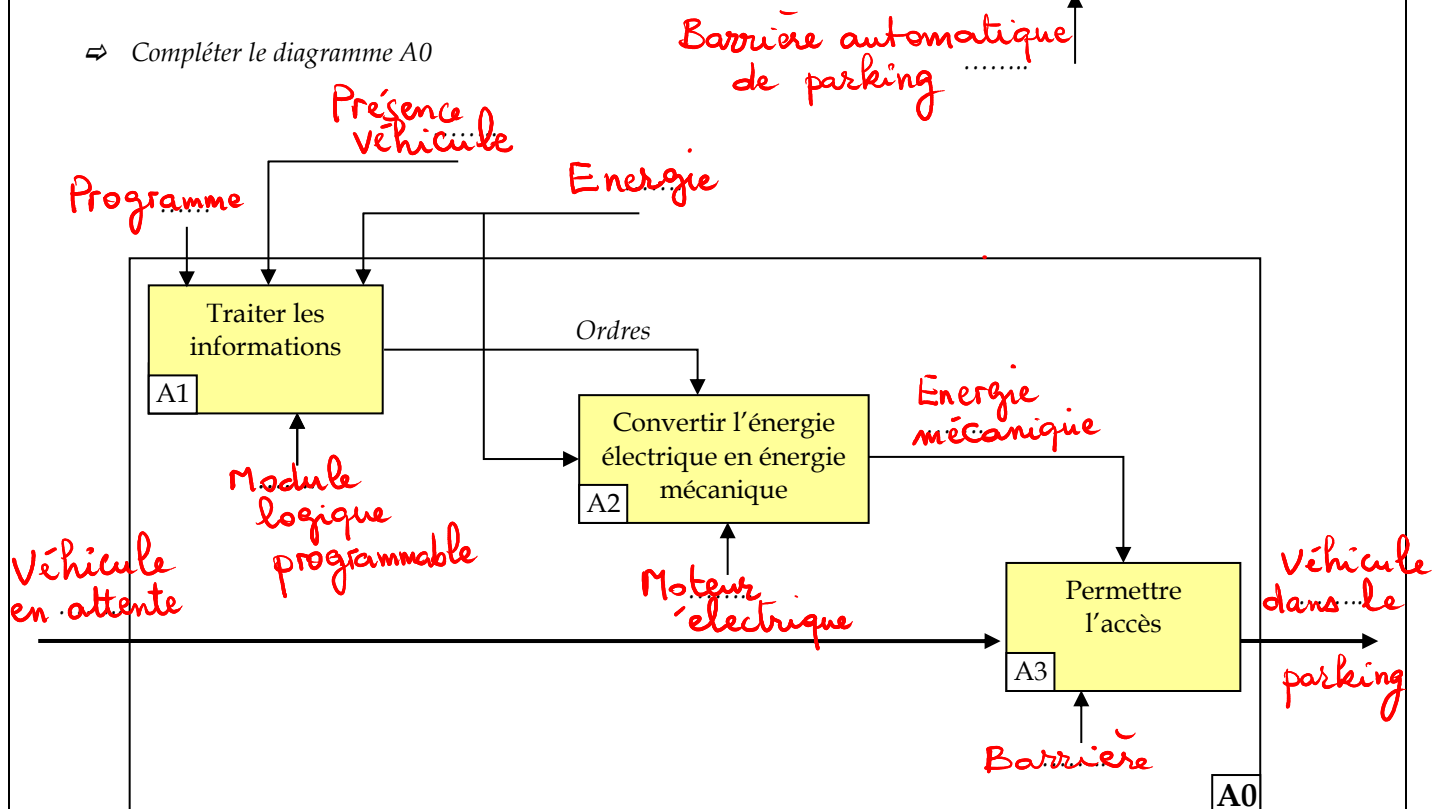 Barrière automatique
de parking ........
⇨ Compléter le diagramme A0
Présence
véhicule
Programme
Energie
Traiter les
informations
A1
Ordres
Convertir l'énergie
électrique en énergie
mécanique
A2
Energie
mécanique
Module
logique
programmable
Véhicule
en attente
Moteur
électrique
Permettre
l'accès
A3
Véhicule
dans le
parking
Barrière
A0